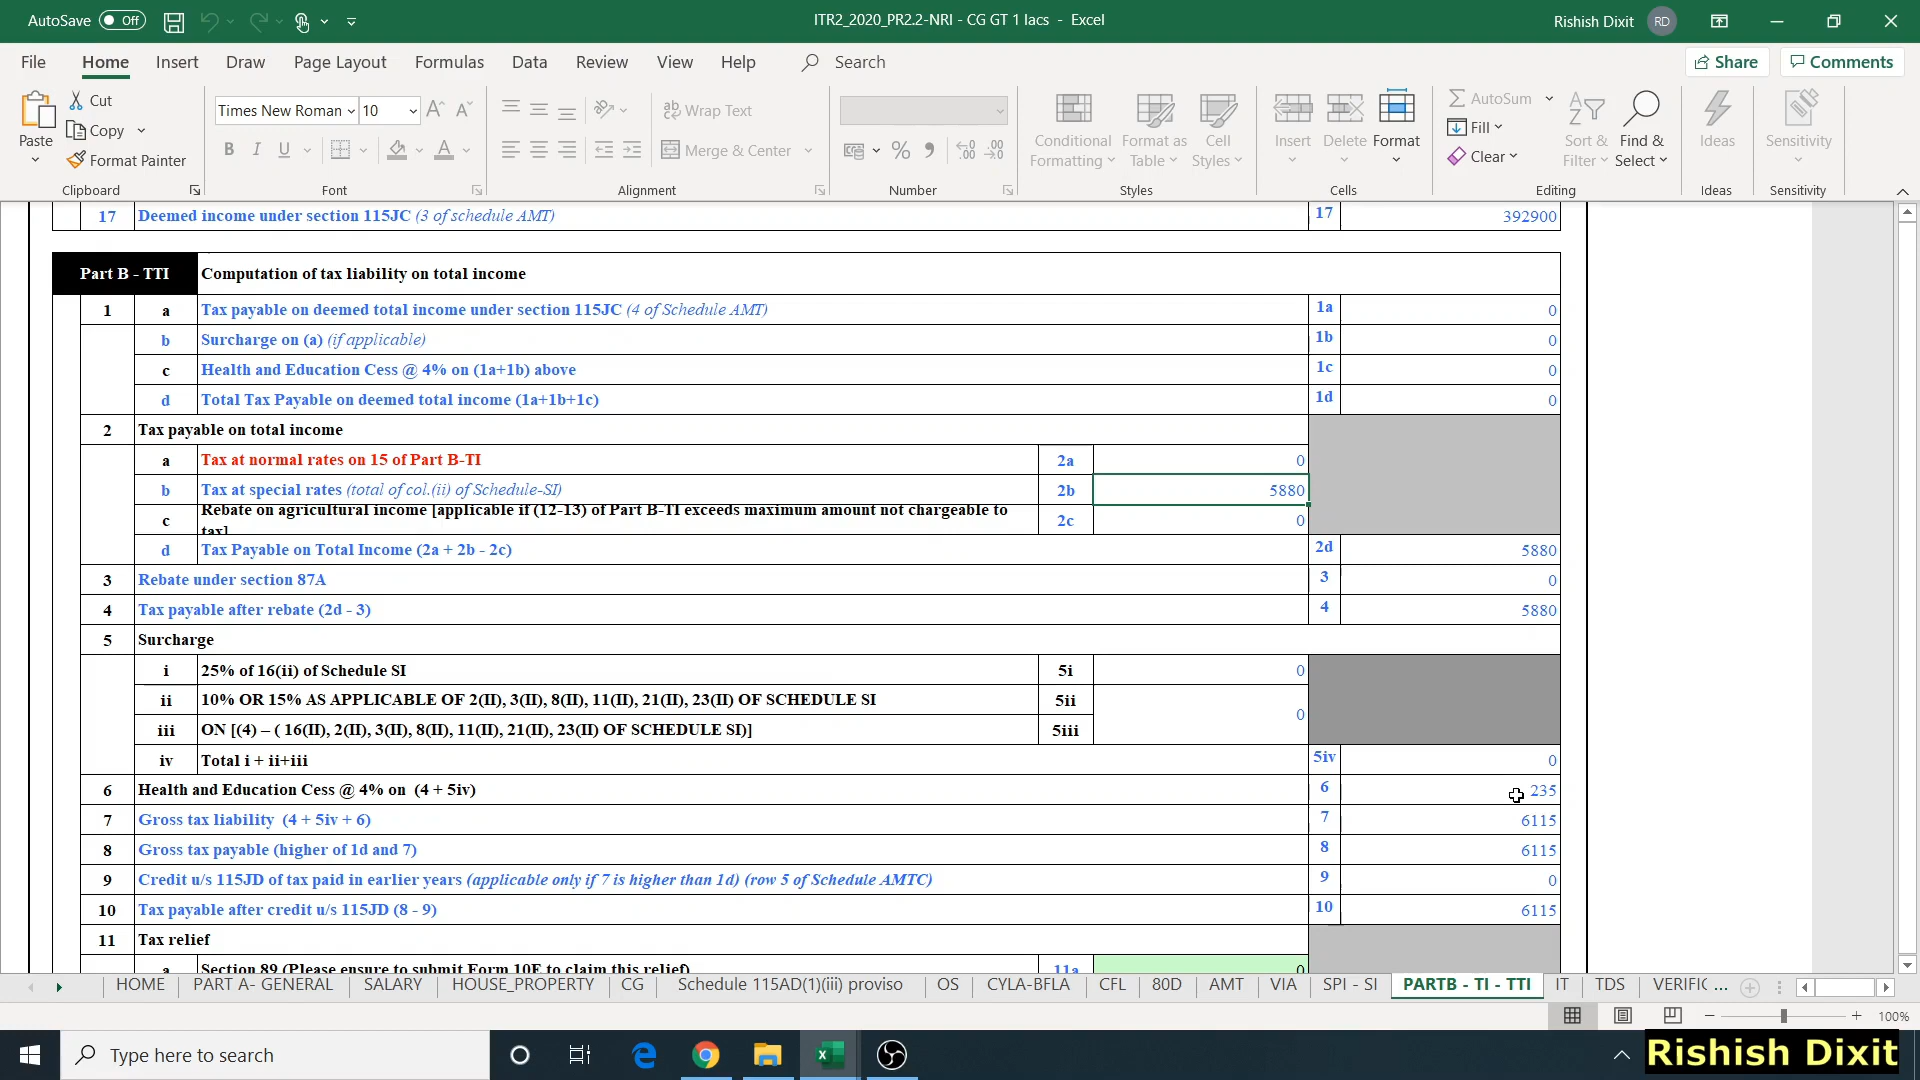 AutoSave Off
ITR2_2020_PR2.2-NRI - CG GT 1 lacs - Excel
Rishish Dixit RD
File Home Insert Draw Page Layout Formulas Data Review View Help Search Share Comments
Paste Cut Copy Format Painter Clipboard
Times New Roman 10 B I U Font
Wrap Text Merge & Center Alignment
Number
Conditional Formatting Format as Table Cell Styles Styles
Insert Delete Format Cells
AutoSum Fill Clear Sort & Filter Find & Select Editing
Ideas Ideas
Sensitivity Sensitivity
17 Deemed income under section 115JC (3 of schedule AMT) 17 392900
Part B - TTI Computation of tax liability on total income
1 a Tax payable on deemed total income under section 115JC (4 of Schedule AMT) 1a 0
b Surcharge on (a) (if applicable) 1b 0
c Health and Education Cess @ 4% on (1a+1b) above 1c 0
d Total Tax Payable on deemed total income (1a+1b+1c) 1d 0
2 Tax payable on total income
a Tax at normal rates on 15 of Part B-TI 2a 0
b Tax at special rates (total of col.(ii) of Schedule-SI) 2b 5880
c Rebate on agricultural income [applicable if (12-13) of Part B-TI exceeds maximum amount not chargeable to tax] 2c 0
d Tax Payable on Total Income (2a + 2b - 2c) 2d 5880
3 Rebate under section 87A 3 0
4 Tax payable after rebate (2d - 3) 4 5880
5 Surcharge
i 25% of 16(ii) of Schedule SI 5i 0
ii 10% OR 15% AS APPLICABLE OF 2(II), 3(II), 8(II), 11(II), 21(II), 23(II) OF SCHEDULE SI 5ii 0
iii ON [(4) – ( 16(II), 2(II), 3(II), 8(II), 11(II), 21(II), 23(II) OF SCHEDULE SI)] 5iii
iv Total i + ii+iii 5iv 0
6 Health and Education Cess @ 4% on (4 + 5iv) 6 235
7 Gross tax liability (4 + 5iv + 6) 7 6115
8 Gross tax payable (higher of 1d and 7) 8 6115
9 Credit u/s 115JD of tax paid in earlier years (applicable only if 7 is higher than 1d) (row 5 of Schedule AMTC) 9 0
10 Tax payable after credit u/s 115JD (8 - 9) 10 6115
11 Tax relief
a Section 89 (Please ensure to submit Form 10E to claim this relief) 11a 0
HOME PART A- GENERAL SALARY HOUSE_PROPERTY CG Schedule 115AD(1)(iii) proviso OS CYLA-BFLA CFL 80D AMT VIA SPI - SI PARTB - TI - TTI IT TDS VERIFIC ...
100%
Type here to search
Rishish Dixit